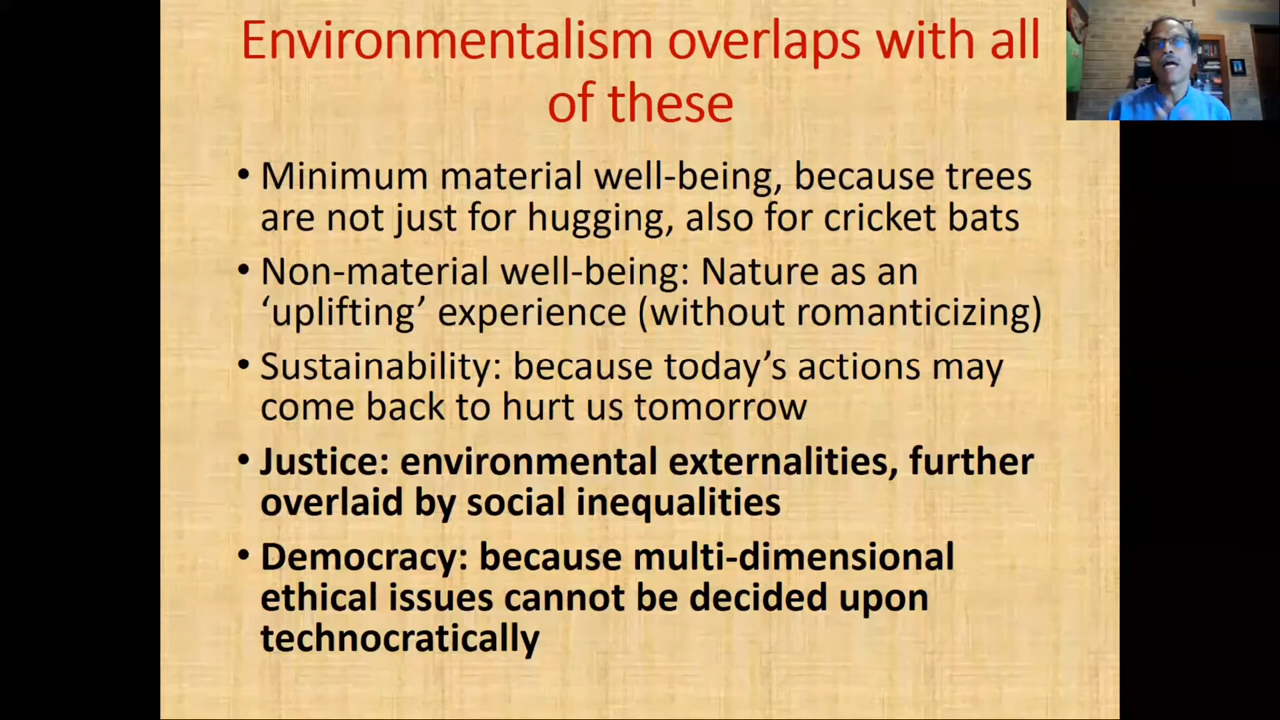 Environmentalism overlaps with all
of these
• Minimum material well-being, because trees
are not just for hugging, also for cricket bats
• Non-material well-being: Nature as an
‘uplifting’ experience (without romanticizing)
• Sustainability: because today’s actions may
come back to hurt us tomorrow
• Justice: environmental externalities, further
overlaid by social inequalities
• Democracy: because multi-dimensional
ethical issues cannot be decided upon
technocratically